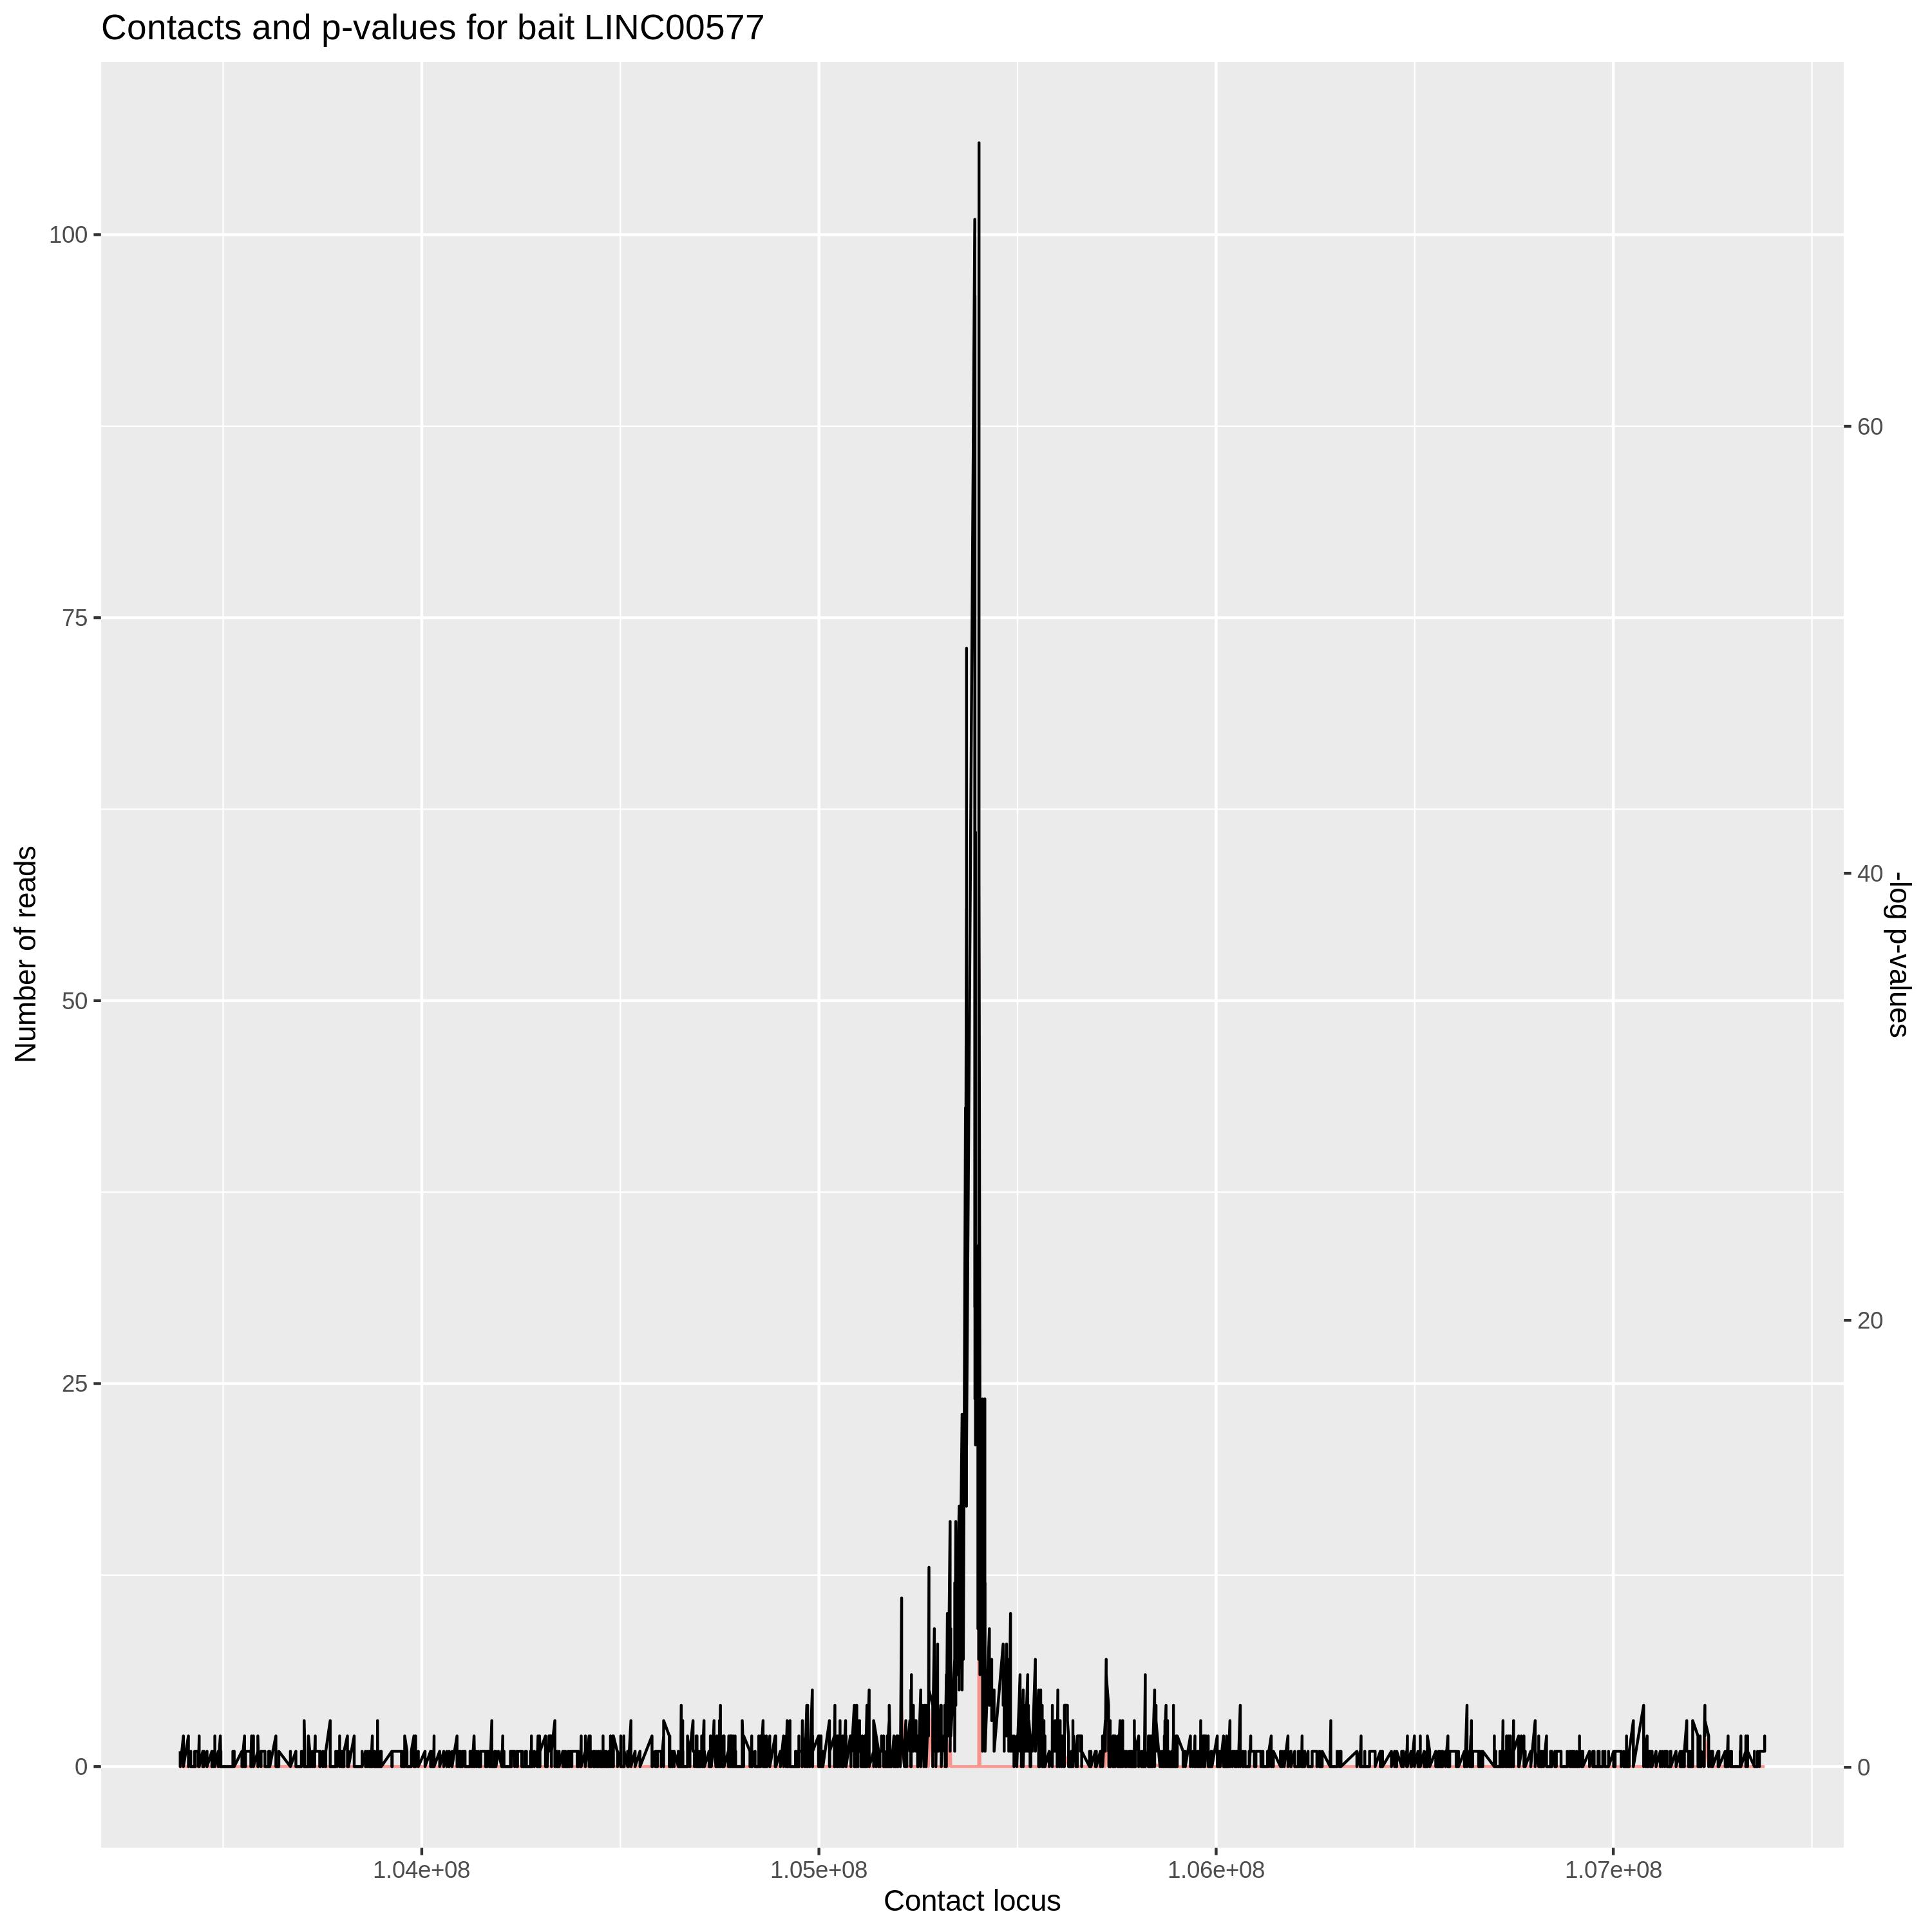 Contacts and p-values for bait LINC00577
100
75
50
25
0
60
40
20
0
Number of reads
-log p-values
1.04e+08
1.05e+08
1.06e+08
1.07e+08
Contact locus